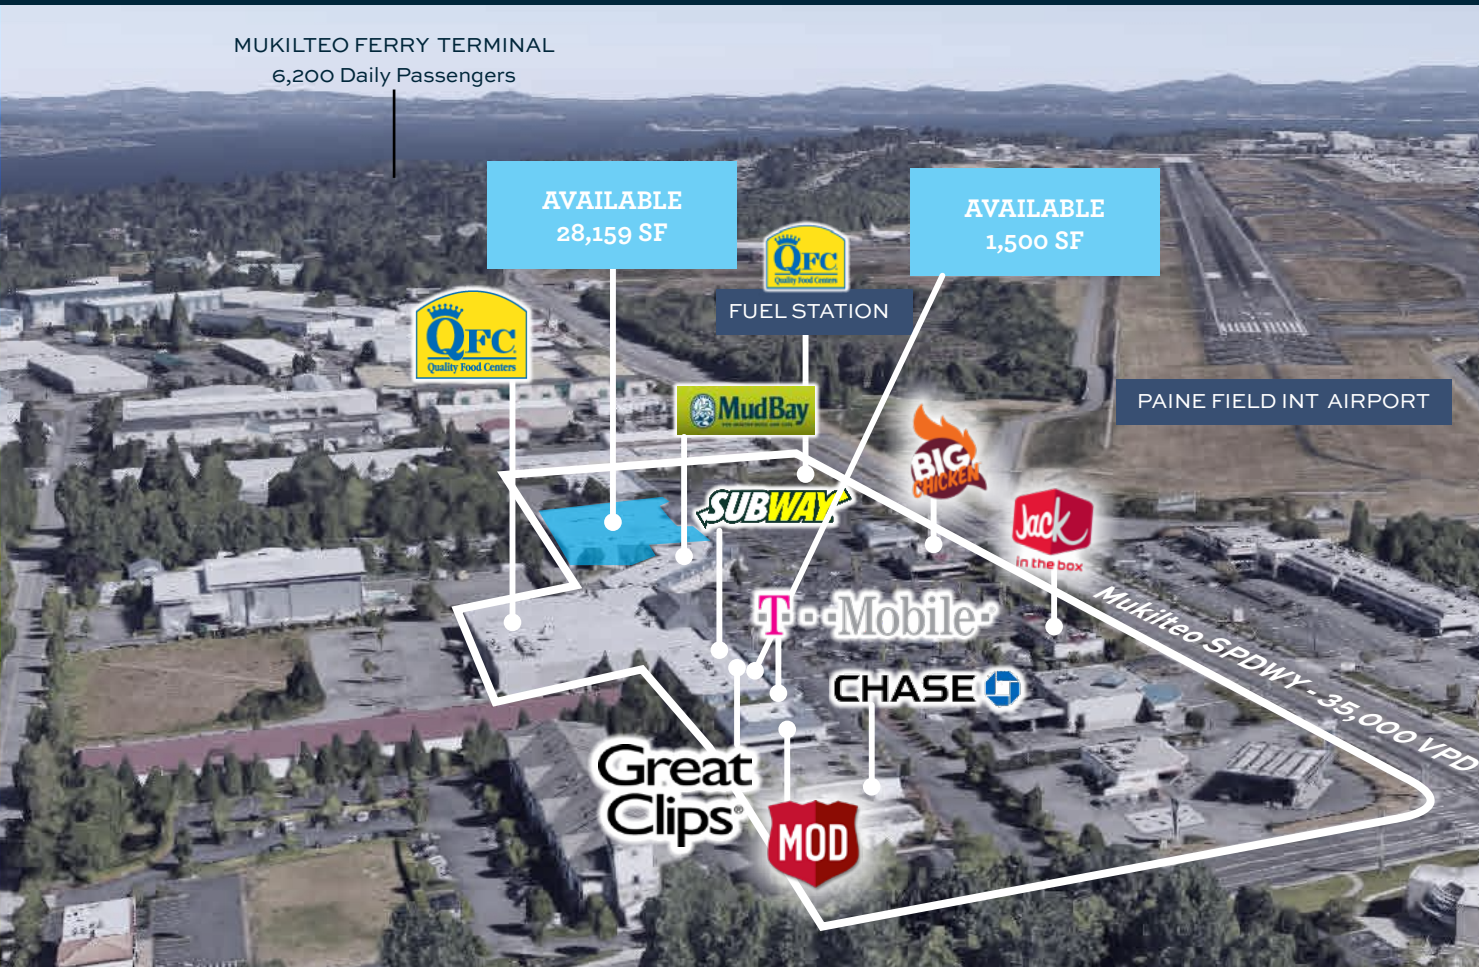 MUKILTEO FERRY TERMINAL
6,200 Daily Passengers
AVAILABLE
28,159 SF
AVAILABLE
1,500 SF
QFC
Quality Food Centers
FUEL STATION
QFC
Quality Food Centers
MudBay
PAINE FIELD INT AIRPORT
BIG
CHICKEN
SUBWAY
Jack
in the box
T··Mobile·
Mukilteo SPDWY - 35,000 VPD
CHASE
Great
Clips®
MOD